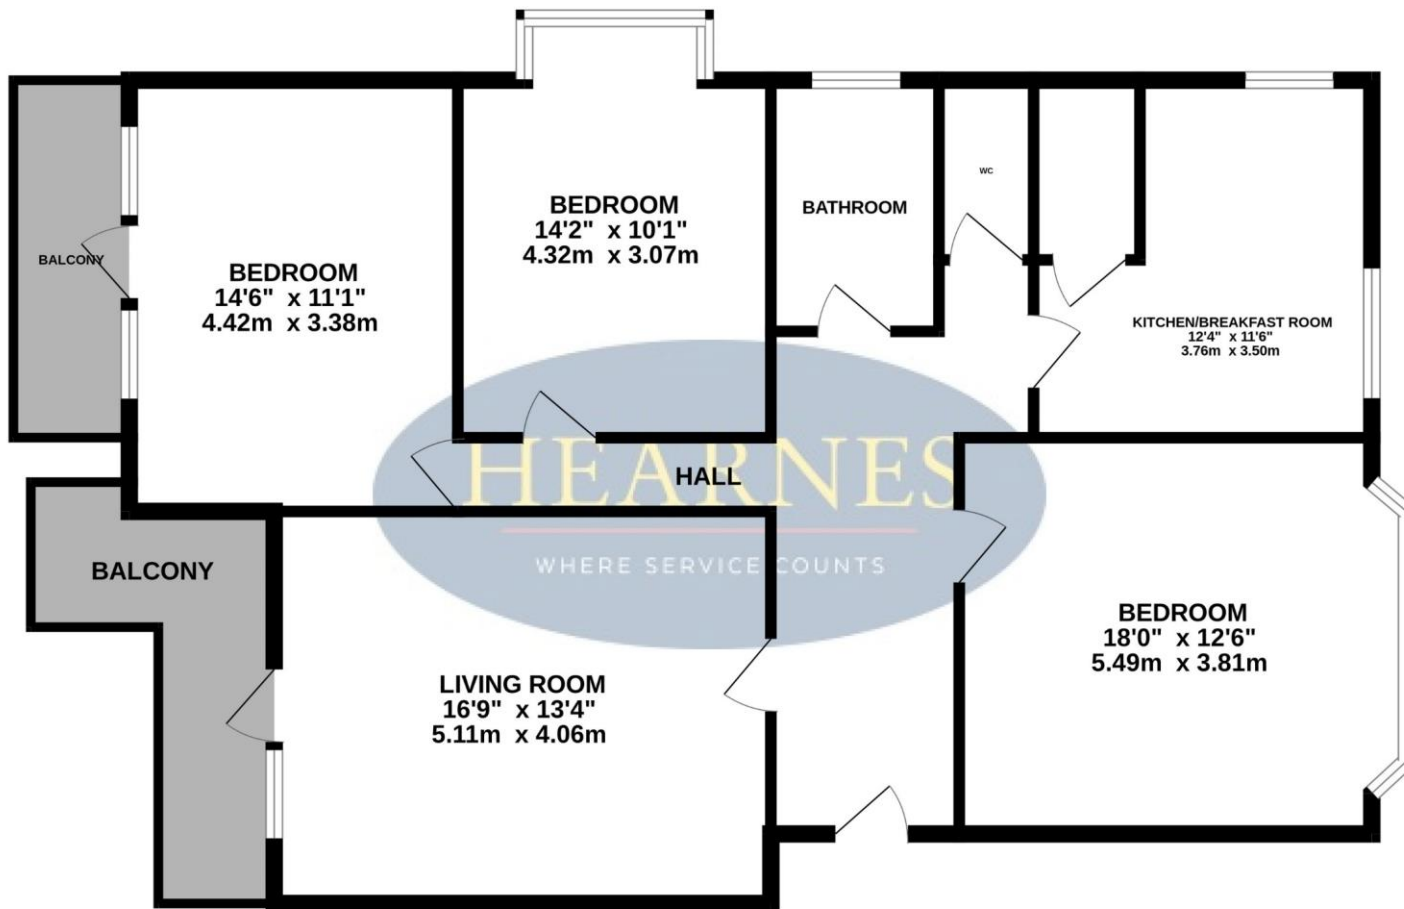 BEDROOM
14'2" x 10'1"
4.32m x 3.07m
WC
BATHROOM
BALCONY
BEDROOM
14'6" x 11'1"
4.42m x 3.38m
KITCHEN/BREAKFAST ROOM
12'4" x 11'6"
3.76m x 3.50m
HEARNES
HALL
WHERE SERVICE COUNTS
BALCONY
BEDROOM
18'0" x 12'6"
5.49m x 3.81m
LIVING ROOM
16'9" x 13'4"
5.11m x 4.06m